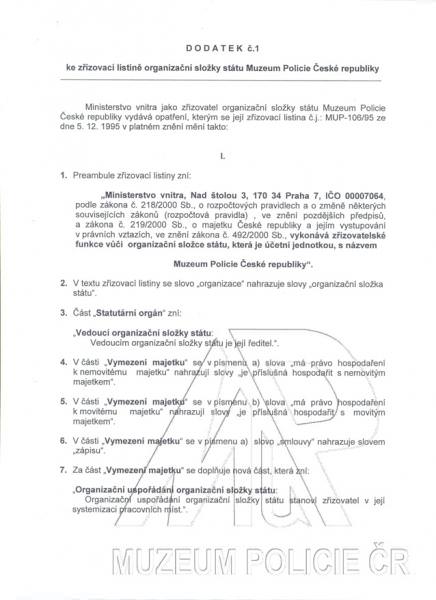 D O D A T E K č.1
ke zřizovací listině organizační složky státu Muzeum Policie České republiky
Ministerstvo vnitra jako zřizovatel organizační složky státu Muzeum Policie
České republiky vydává opatření, kterým se její zřizovací listina č.j.: MUP-106/95 ze
dne 5. 12. 1995 v platném znění mění takto:
I.
1. Preambule zřizovací listiny zní:
„Ministerstvo vnitra, Nad štolou 3, 170 34 Praha 7, IČO 00007064,
podle zákona č. 218/2000 Sb., o rozpočtových pravidlech a o změně některých
souvisejících zákonů (rozpočtová pravidla) , ve znění pozdějších předpisů,
a zákona č. 219/2000 Sb., o majetku České republiky a jejím vystupování
v právních vztazích, ve znění zákona č. 492/2000 Sb., vykonává zřizovatelské
funkce vůči organizační složce státu, která je účetní jednotkou, s názvem
Muzeum Policie České republiky“.
2. V textu zřizovací listiny se slovo „organizace“ nahrazuje slovy „organizační složka
státu“.
3. Část „Statutární orgán“ zní:
„Vedoucí organizační složky státu:
Vedoucím organizační složky státu je její ředitel.“.
4. V části „Vymezení majetku“ se v písmenu a) slova „má právo hospodaření
k nemovitému majetku“ nahrazují slovy „je příslušná hospodařit s nemovitým
majetkem“.
5. V části „Vymezení majetku“ se v písmenu b) slova „má právo hospodaření
k movitému majetku“ nahrazují slovy „je příslušná hospodařit s movitým
majetkem“.
6. V části „Vymezení majetku“ se v písmenu a) slovo „smlouvy“ nahrazuje slovem
„zápisu“.
7. Za část „Vymezení majetku“ se doplňuje nová část, která zní:
„Organizační uspořádání organizační složky státu:
Organizační uspořádání organizační složky státu stanoví zřizovatel v její
systemizaci pracovních míst.“.
MUZEUM POLICIE ČR